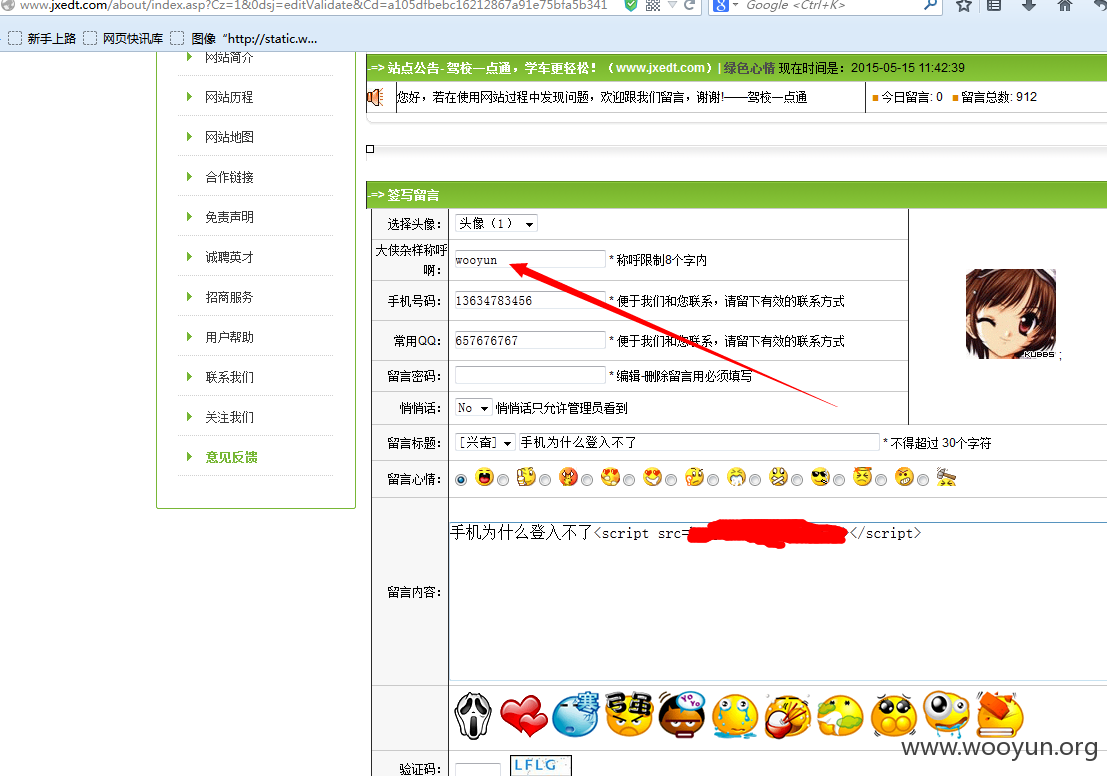 www.jxedt.com/about/index.asp?Cz=1&0dsj=editValidate&Cd=a105dfbebc16212867a91e75bfa5b341
Google <Ctrl+K>
新手上路 网页快讯库 图像 “http://static.w...
网站简介
网站历程
网站地图
合作链接
免责声明
诚聘英才
招商服务
用户帮助
联系我们
关注我们
意见反馈
-=> 站点公告-驾校一点通，学车更轻松！（www.jxedt.com）| 绿色心情 现在时间是：2015-05-15 11:42:39
您好，若在使用网站过程中发现问题，欢迎跟我们留言，谢谢!——驾校一点通
今日留言: 0 留言总数: 912
-=> 签写留言
选择头像： 头像（1）
大侠杂样称呼啊： wooyun * 称呼限制8个字内
手机号码： 13634783456 * 便于我们和您联系，请留下有效的联系方式
常用QQ： 657676767 * 便于我们和您联系，请留下有效的联系方式
留言密码： * 编辑-删除留言用必须填写
悄悄话： No 悄悄话只允许管理员看到
留言标题： [兴奋] 手机为什么登入不了 * 不得超过 30个字符
留言心情：
留言内容： 手机为什么登入不了<script src= </script>
KUBBS ;
弓虽
YO YO
验证码： LFLG
www.wooyun.org